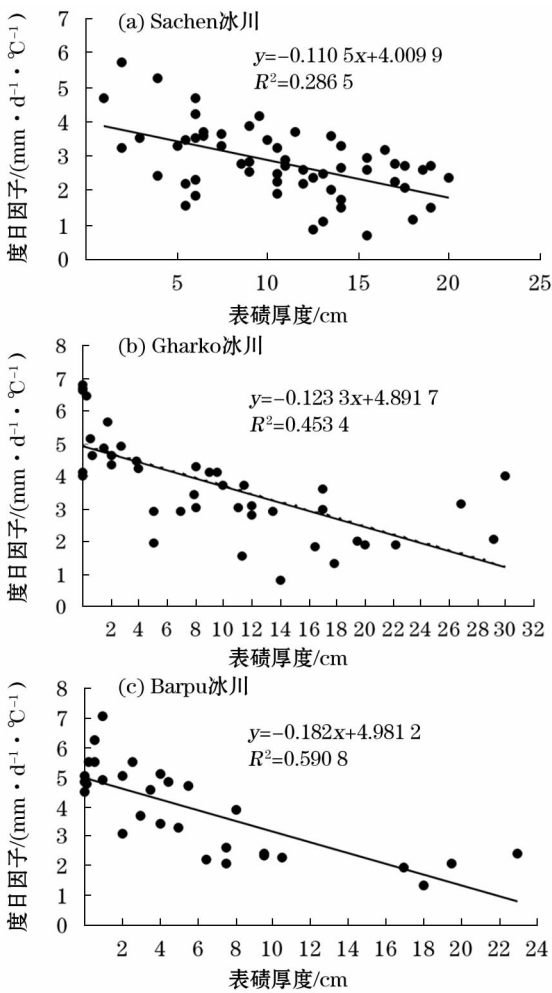 (a) Sachen冰川
y=−0.110 5x+4.009 9
R²=0.286 5
度日因子/(mm·d⁻¹·℃⁻¹)
7
6
5
4
3
2
1
0
5 10 15 20 25
表碛厚度/cm
(b) Gharko冰川
y=−0.123 3x+4.891 7
R²=0.453 4
度日因子/(mm·d⁻¹·℃⁻¹)
8
7
6
5
4
3
2
1
0
2 4 6 8 10 12 14 16 18 20 22 24 26 28 30 32
表碛厚度/cm
(c) Barpu冰川
y=−0.182x+4.981 2
R²=0.590 8
度日因子/(mm·d⁻¹·℃⁻¹)
8
7
6
5
4
3
2
1
0
2 4 6 8 10 12 14 16 18 20 22 24
表碛厚度/cm